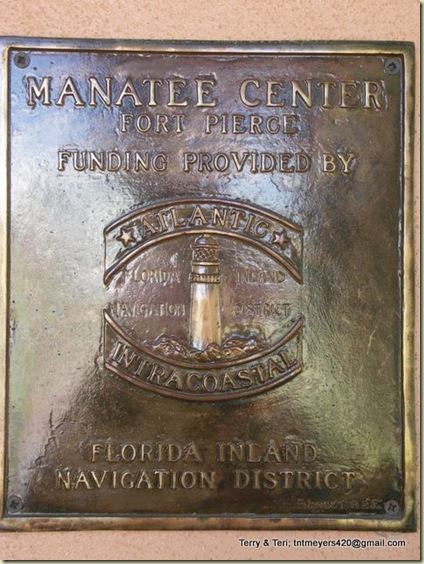 MANATEE CENTER
FORT PIERCE
FUNDING PROVIDED BY
ATLANTIC
FLORIDA INLAND
NAVIGATION DISTRICT
INTRACOASTAL
FLORIDA INLAND
NAVIGATION DISTRICT
Terry & Teri; tntmeyers420@gmail.com